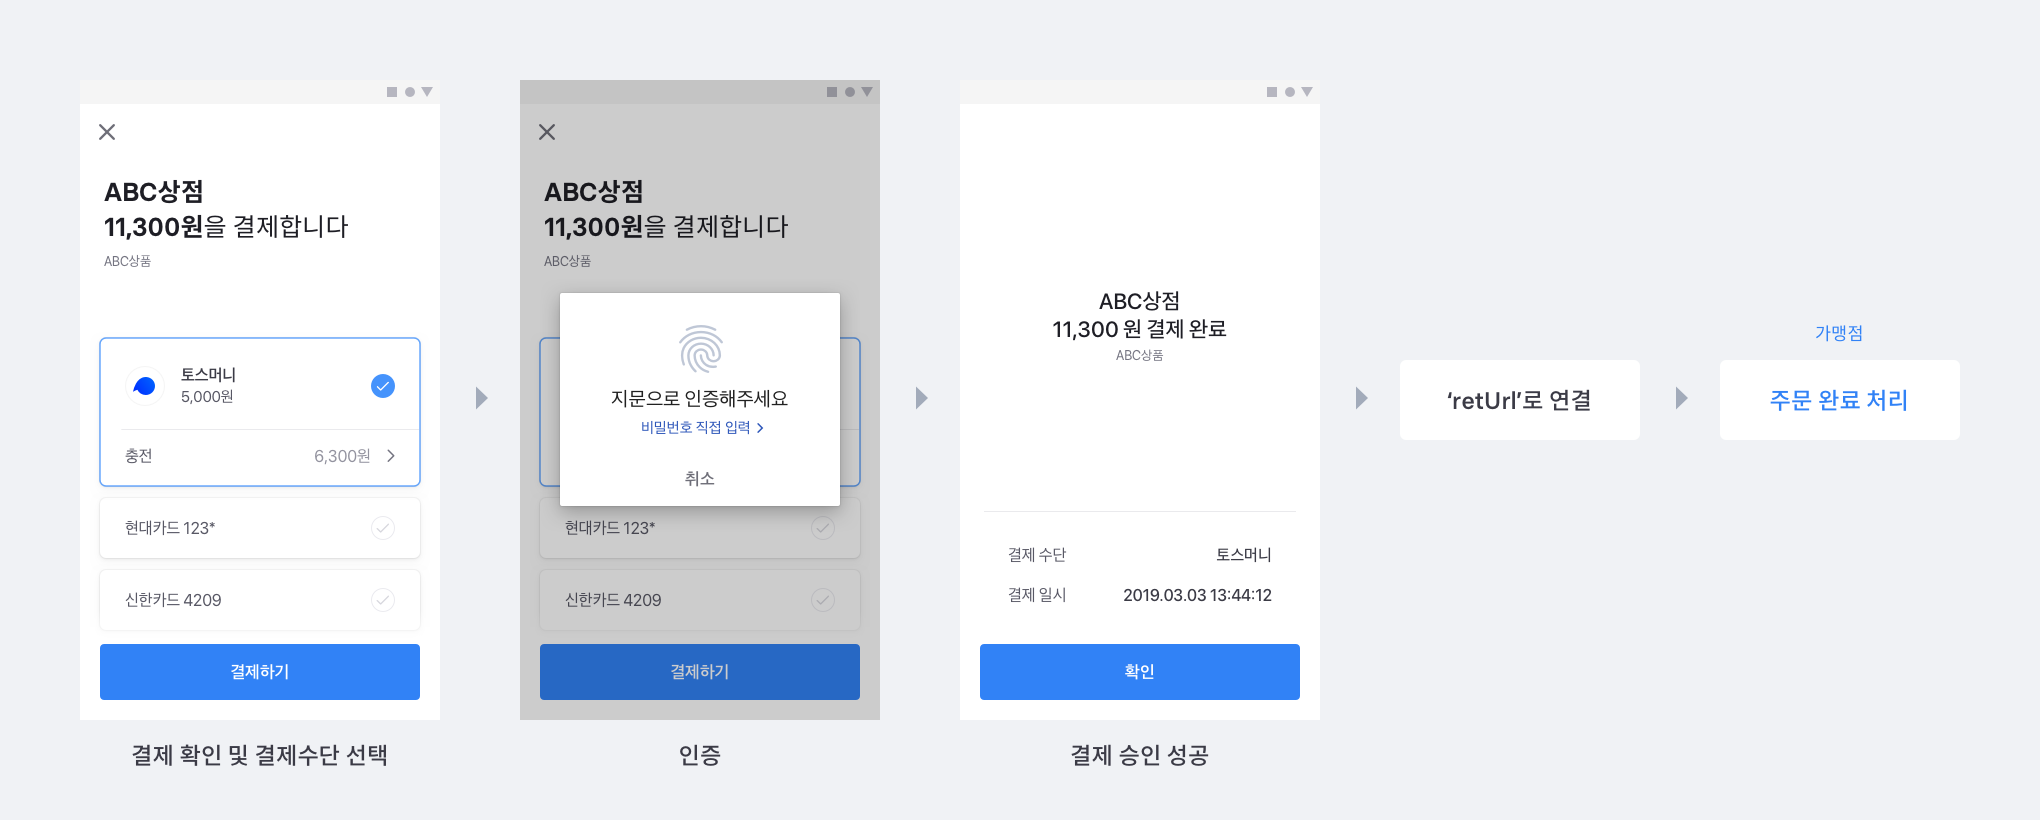 ABC상점
11,300원을 결제합니다
ABC상품
토스머니
5,000원
충전 6,300원
현대카드 123*
신한카드 4209
결제하기
결제 확인 및 결제수단 선택
ABC상점
11,300원을 결제합니다
ABC상품
지문으로 인증해주세요
비밀번호 직접 입력
취소
현대카드 123*
신한카드 4209
결제하기
인증
ABC상점
11,300 원 결제 완료
ABC상품
결제 수단 토스머니
결제 일시 2019.03.03 13:44:12
확인
결제 승인 성공
‘retUrl’로 연결
가맹점
주문 완료 처리